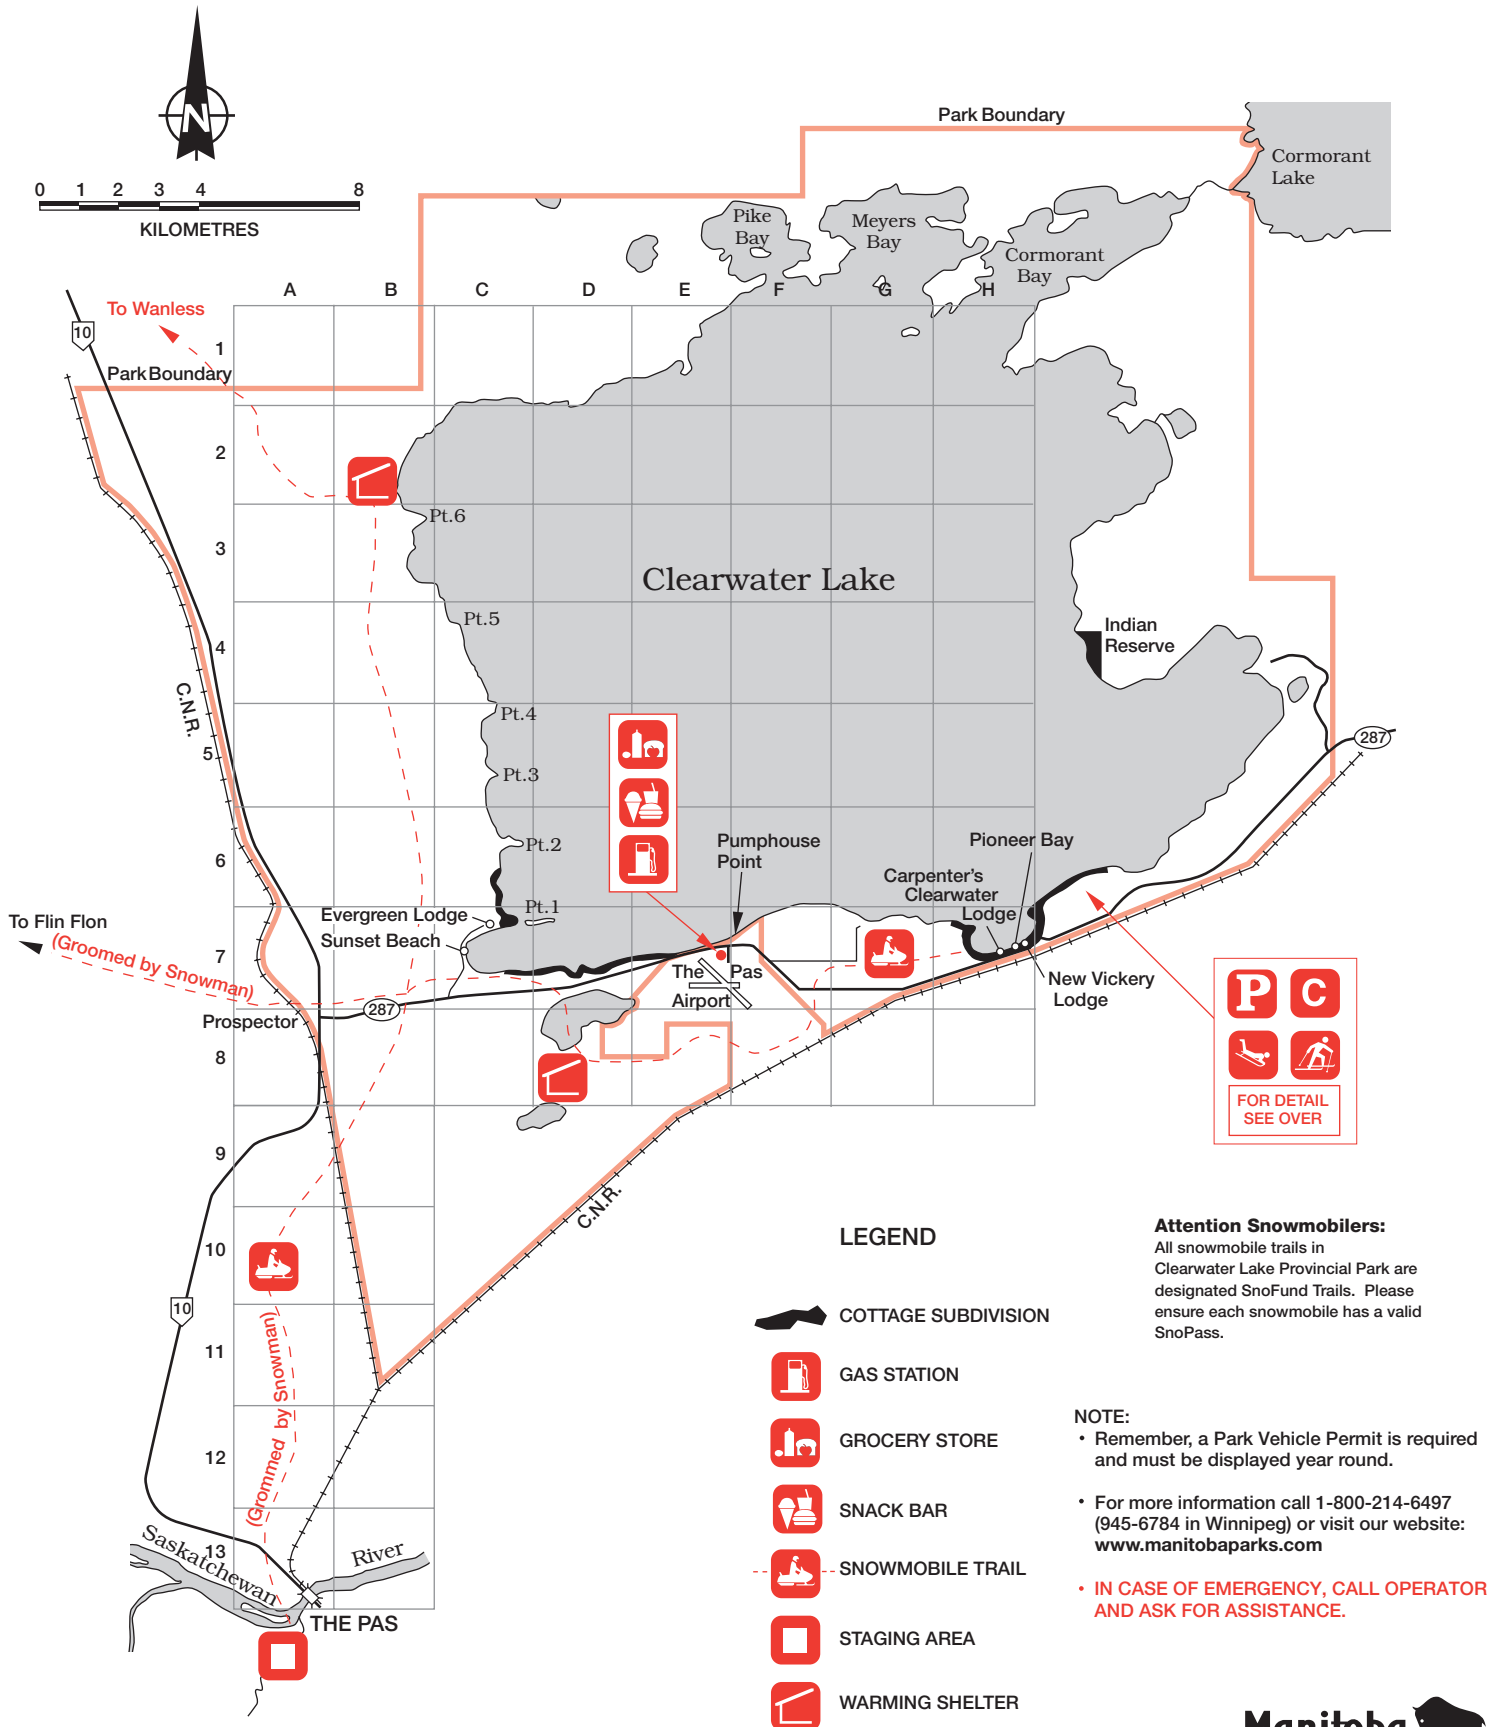 N
0 1 2 3 4 8
KILOMETRES
Park Boundary
Cormorant
Lake
Pike
Bay
Meyers
Bay
Cormorant
Bay
A B C D E F G H
To Wanless
10
1
Park Boundary
2
Pt.6
3
Clearwater Lake
Pt.5
Indian
Reserve
4
C.N.R.
Pt.4
5
287
Pt.3
Pumphouse
Point
Pioneer Bay
Pt.2
6
Carpenter's
Clearwater
Lodge
Pt.1
Evergreen Lodge
Sunset Beach
To Flin Flon
(Groomed by Snowman)
7
The Pas
Airport
New Vickery
Lodge
P C
287
Prospector
8
FOR DETAIL
SEE OVER
9
C.N.R.
10
10
11
(Grommed by Snowman)
12
13
Saskatchewan
River
THE PAS
LEGEND
COTTAGE SUBDIVISION
GAS STATION
GROCERY STORE
SNACK BAR
SNOWMOBILE TRAIL
STAGING AREA
WARMING SHELTER
Attention Snowmobilers:
All snowmobile trails in
Clearwater Lake Provincial Park are
designated SnoFund Trails. Please
ensure each snowmobile has a valid
SnoPass.
NOTE:
• Remember, a Park Vehicle Permit is required
and must be displayed year round.
• For more information call 1-800-214-6497
(945-6784 in Winnipeg) or visit our website:
www.manitobaparks.com
• IN CASE OF EMERGENCY, CALL OPERATOR
AND ASK FOR ASSISTANCE.
Manitoba